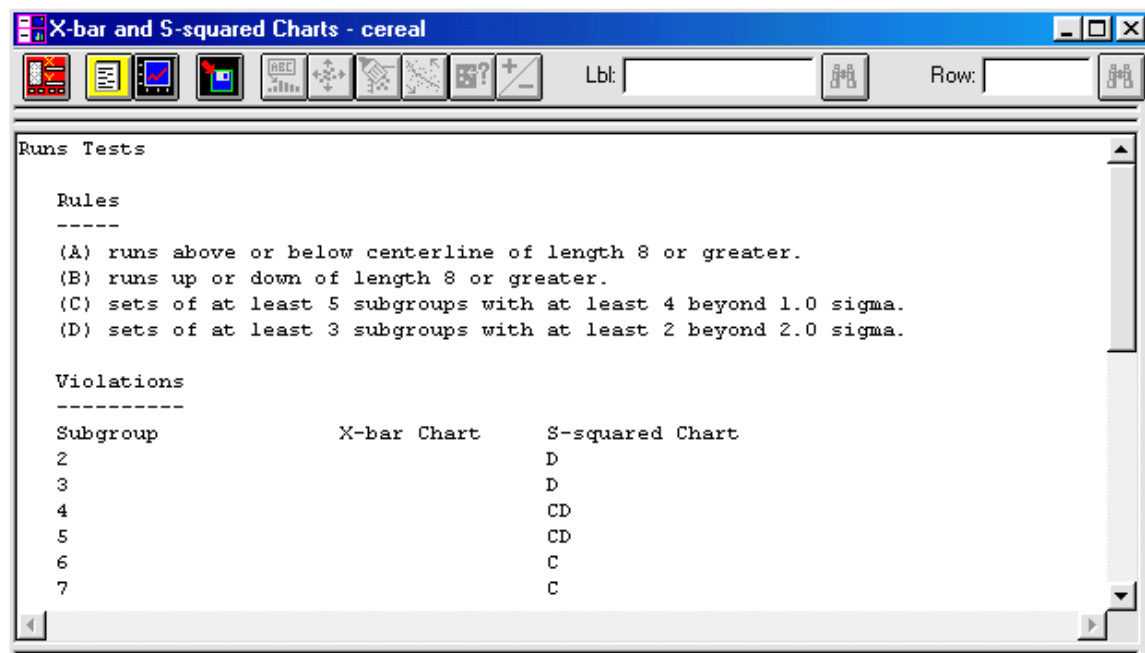 X-bar and S-squared Charts - cereal
Lbl: Row:
Runs Tests
Rules
-----
(A) runs above or below centerline of length 8 or greater.
(B) runs up or down of length 8 or greater.
(C) sets of at least 5 subgroups with at least 4 beyond 1.0 sigma.
(D) sets of at least 3 subgroups with at least 2 beyond 2.0 sigma.
Violations
----------
Subgroup X-bar Chart S-squared Chart
2 D
3 D
4 CD
5 CD
6 C
7 C